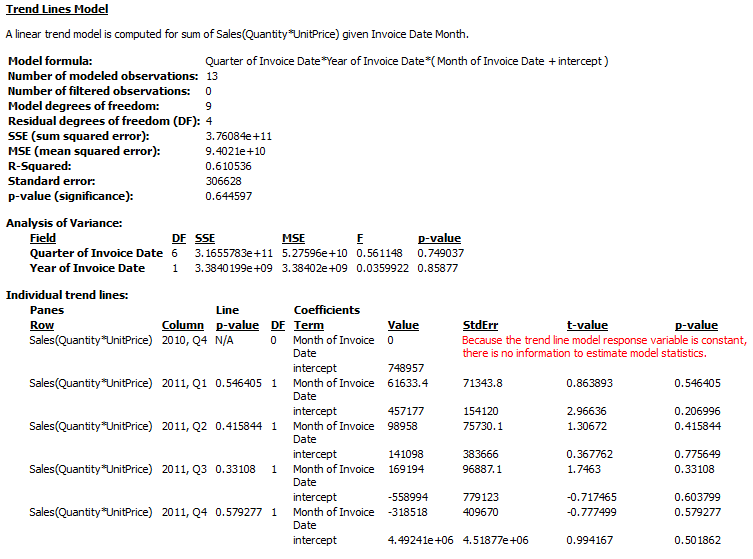 Trend Lines Model
A linear trend model is computed for sum of Sales(Quantity*UnitPrice) given Invoice Date Month.
Model formula: Quarter of Invoice Date*Year of Invoice Date*( Month of Invoice Date + intercept )
Number of modeled observations: 13
Number of filtered observations: 0
Model degrees of freedom: 9
Residual degrees of freedom (DF): 4
SSE (sum squared error): 3.76084e+11
MSE (mean squared error): 9.4021e+10
R-Squared: 0.610536
Standard error: 306628
p-value (significance): 0.644597
Analysis of Variance:
Field DF SSE MSE F p-value
Quarter of Invoice Date 6 3.1655783e+11 5.27596e+10 0.561148 0.749037
Year of Invoice Date 1 3.3840199e+09 3.38402e+09 0.0359922 0.85877
Individual trend lines:
Panes Line Coefficients
Row Column p-value DF Term Value StdErr t-value p-value
Sales(Quantity*UnitPrice) 2010, Q4 N/A 0 Month of Invoice 0 Because the trend line model response variable is constant,
Date there is no information to estimate model statistics.
intercept 748957
Sales(Quantity*UnitPrice) 2011, Q1 0.546405 1 Month of Invoice 61633.4 71343.8 0.863893 0.546405
Date
intercept 457177 154120 2.96636 0.206996
Sales(Quantity*UnitPrice) 2011, Q2 0.415844 1 Month of Invoice 98958 75730.1 1.30672 0.415844
Date
intercept 141098 383666 0.367762 0.775649
Sales(Quantity*UnitPrice) 2011, Q3 0.33108 1 Month of Invoice 169194 96887.1 1.7463 0.33108
Date
intercept -558994 779123 -0.717465 0.603799
Sales(Quantity*UnitPrice) 2011, Q4 0.579277 1 Month of Invoice -318518 409670 -0.777499 0.579277
Date
intercept 4.49241e+06 4.51877e+06 0.994167 0.501862